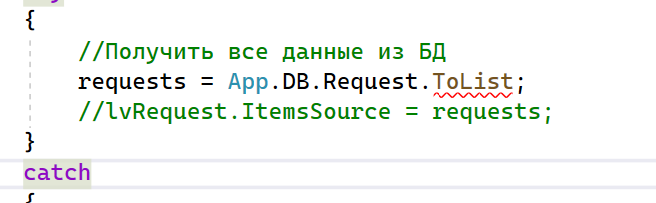 {
//Получить все данные из БД
requests = App.DB.Request.ToList;
//lvRequest.ItemsSource = requests;
}
catch
{